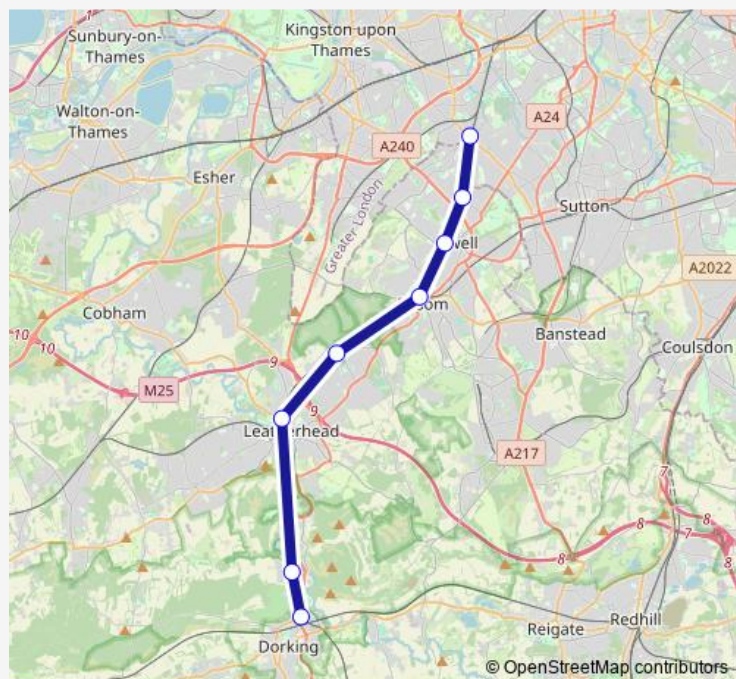 Sunbury-on-
Thames
Kingston upon
Thames
Walton-on-
Thames
A240
A24
Esher
Greater London
Sutton
well
A2022
Cobham
om
Banstead
Coulsdon
10
10
9
M25
9
Leatherhead
A217
7
8
8
8
7
8
Redhill
Reigate
Dorking
© OpenStreetMap contributors